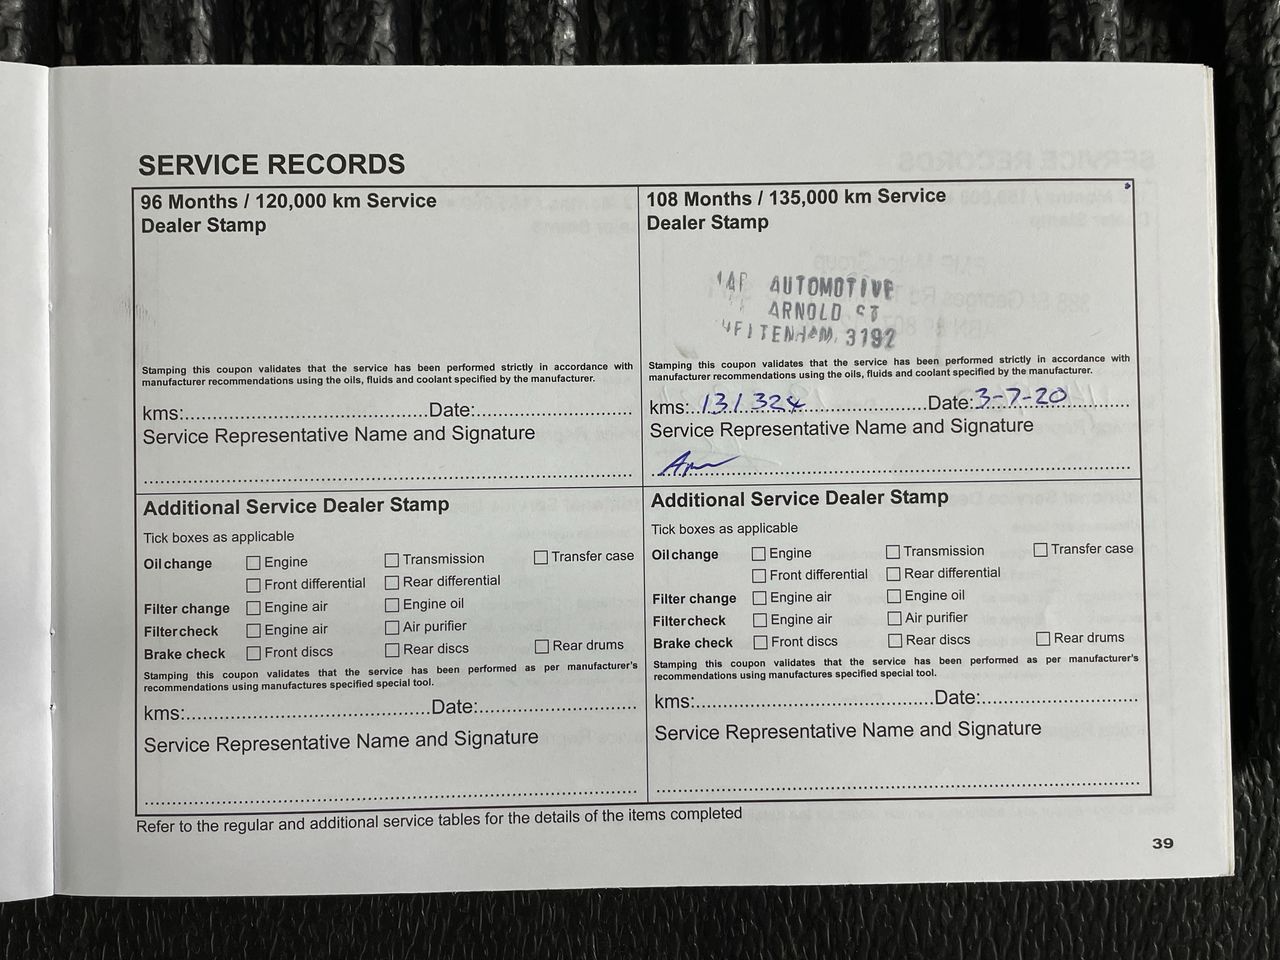 SERVICE RECORDS
96 Months / 120,000 km Service
Dealer Stamp
Stamping this coupon validates that the service has been performed strictly in accordance with
manufacturer recommendations using the oils, fluids and coolant specified by the manufacturer.
kms:.......Date:.......
Service Representative Name and Signature
Additional Service Dealer Stamp
Tick boxes as applicable
Oil change Engine Transmission Transfer case
Front differential Rear differential
Filter change Engine air Engine oil
Filter check Engine air Air purifier
Brake check Front discs Rear discs Rear drums
Stamping this coupon validates that the service has been performed as per manufacturer's
recommendations using manufactures specified special tool.
kms:.......Date:.......
Service Representative Name and Signature
108 Months / 135,000 km Service
Dealer Stamp
AUTOMOTIVE
ARNOLD ST
3192
Stamping this coupon validates that the service has been performed strictly in accordance with
manufacturer recommendations using the oils, fluids and coolant specified by the manufacturer.
kms: 131324 Date: 3-7-20
Service Representative Name and Signature
Additional Service Dealer Stamp
Tick boxes as applicable
Oil change Engine Transmission Transfer case
Front differential Rear differential
Filter change Engine air Engine oil
Filter check Engine air Air purifier
Brake check Front discs Rear discs Rear drums
Stamping this coupon validates that the service has been performed as per manufacturer's
recommendations using manufactures specified special tool.
kms:.......Date:.......
Service Representative Name and Signature
Refer to the regular and additional service tables for the details of the items completed
39